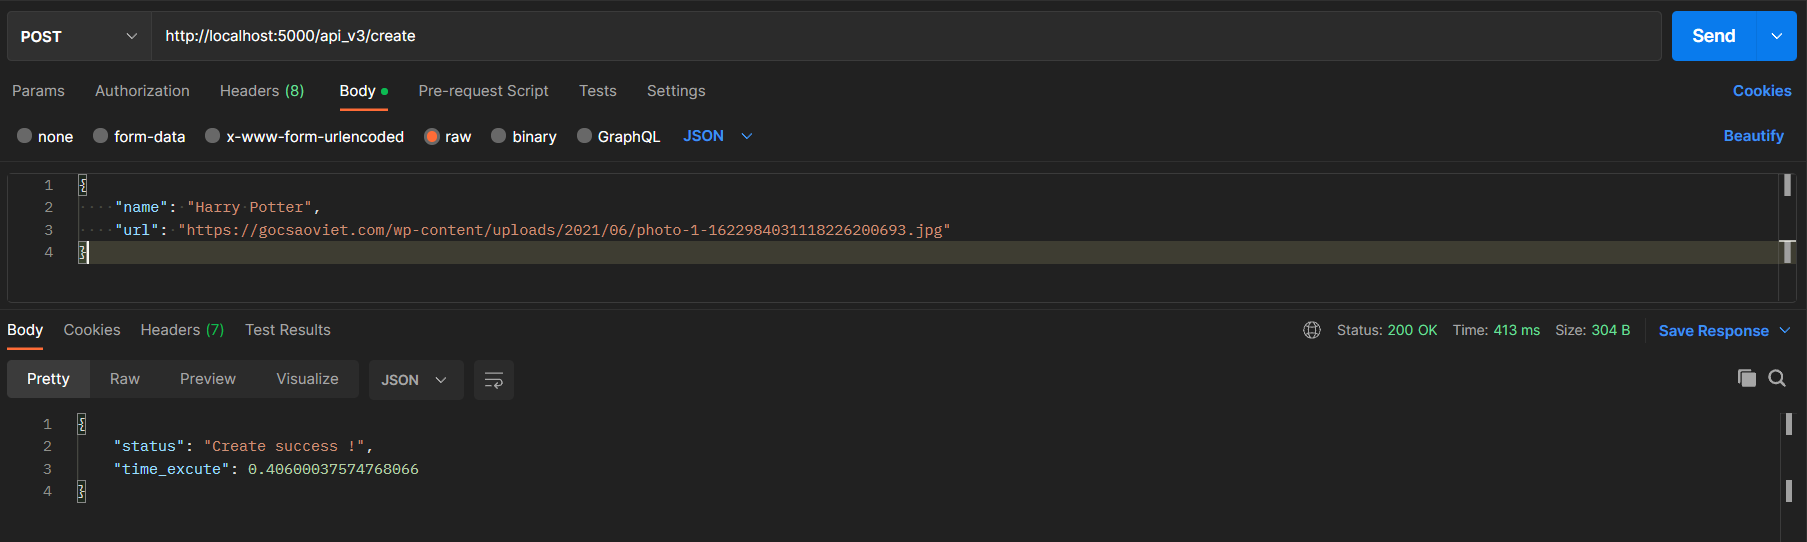 POST http://localhost:5000/api_v3/create Send
Params Authorization Headers (8) Body Pre-request Script Tests Settings Cookies
none form-data x-www-form-urlencoded raw binary GraphQL JSON Beautify
1 {
2 "name": "Harry Potter",
3 "url": "https://gocsaoviet.com/wp-content/uploads/2021/06/photo-1-1622984031118226200693.jpg"
4 }
Body Cookies Headers (7) Test Results Status: 200 OK Time: 413 ms Size: 304 B Save Response
Pretty Raw Preview Visualize JSON
1 {
2 "status": "Create success !",
3 "time_excute": 0.40600037574768066
4 }